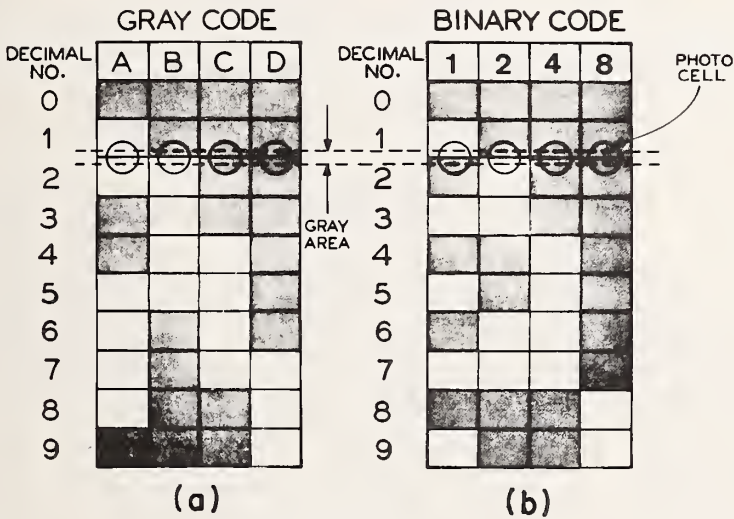 GRAY CODE
DECIMAL NO.
A B C D
0
1
2
3
4
5
6
7
8
9
GRAY AREA
(a)
BINARY CODE
DECIMAL NO.
1 2 4 8
0
1
2
3
4
5
6
7
8
9
PHOTO CELL
(b)